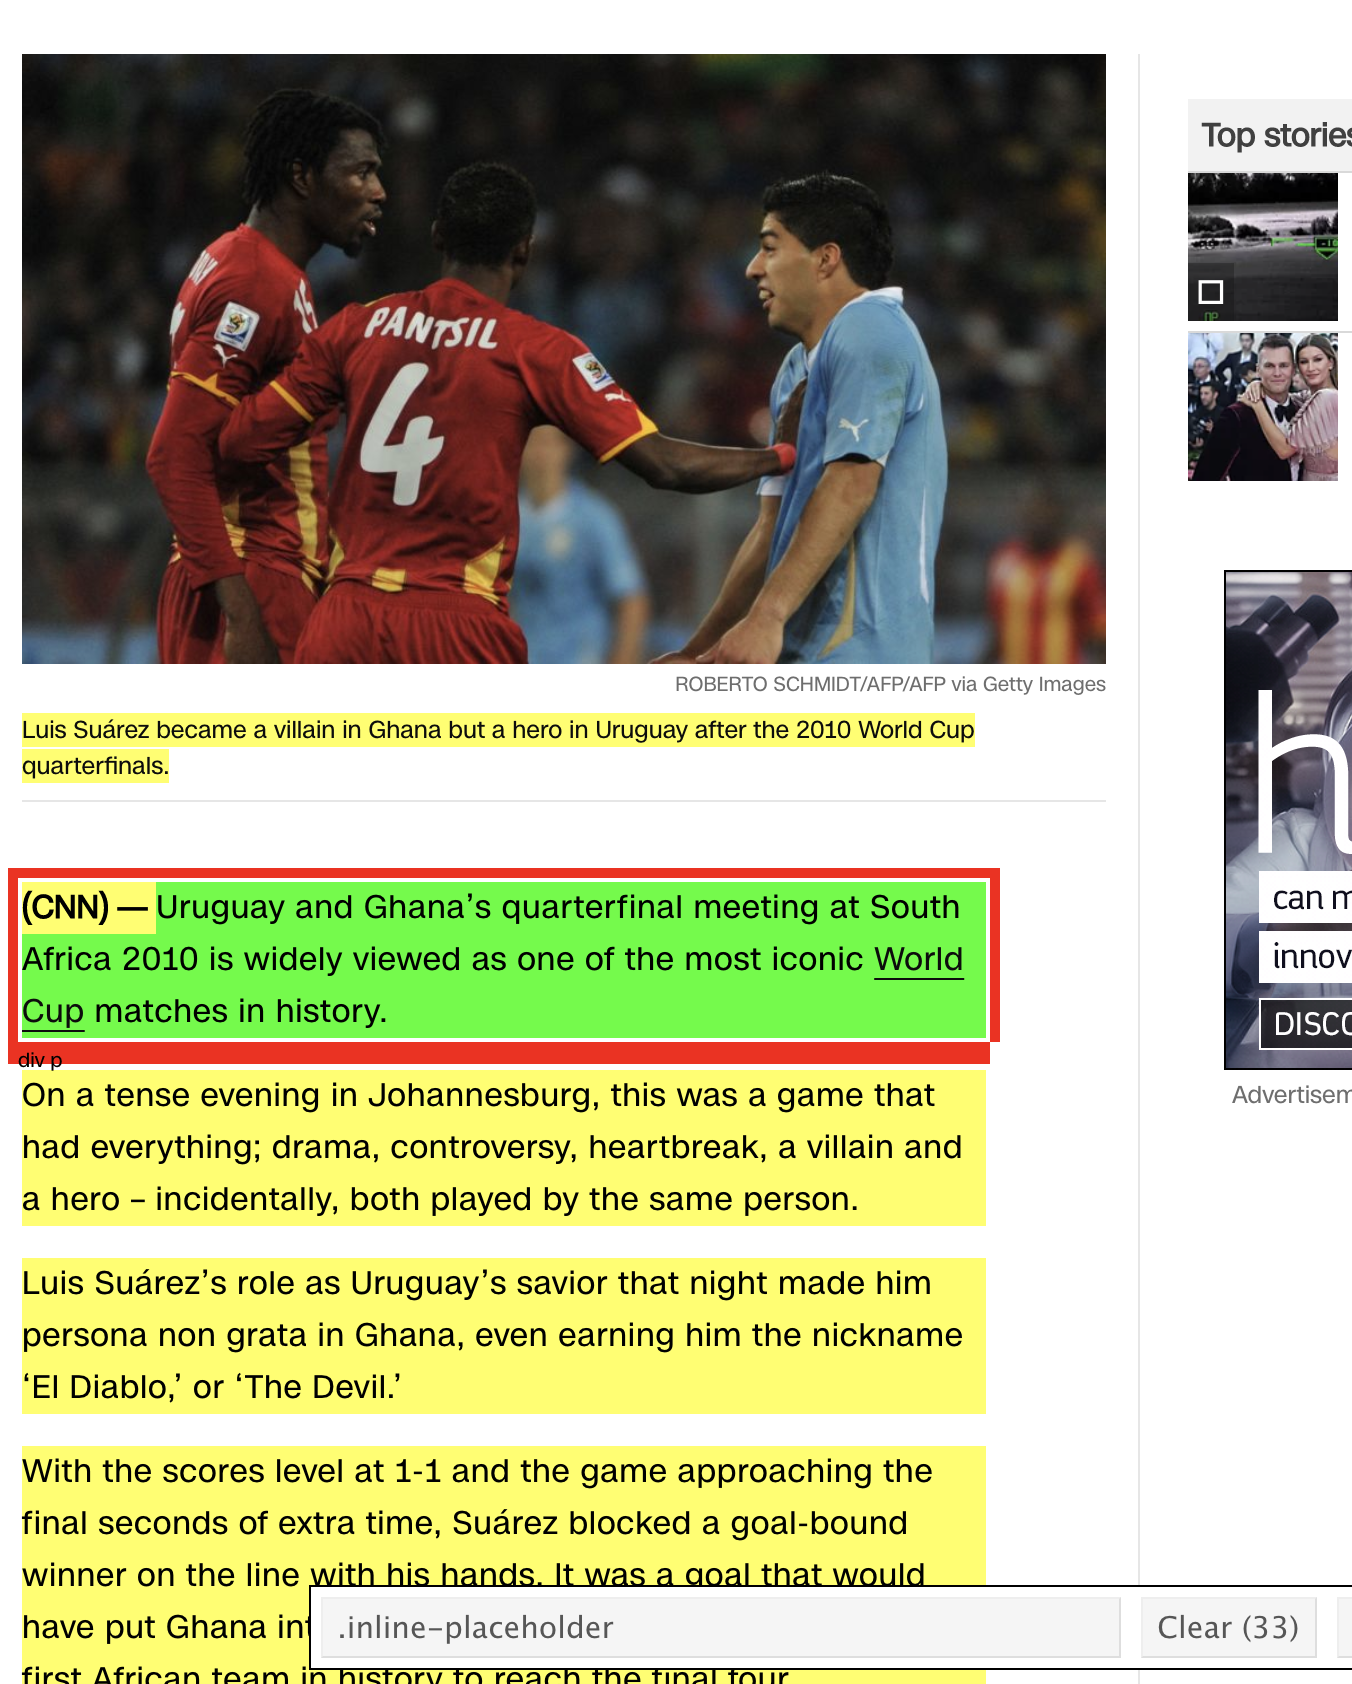 Top stories
PANTSIL
4
15
ROBERTO SCHMIDT/AFP/AFP via Getty Images
Luis Suárez became a villain in Ghana but a hero in Uruguay after the 2010 World Cup
quarterfinals.
(CNN) — Uruguay and Ghana’s quarterfinal meeting at South
Africa 2010 is widely viewed as one of the most iconic World
Cup matches in history.
div p
On a tense evening in Johannesburg, this was a game that
had everything; drama, controversy, heartbreak, a villain and
a hero – incidentally, both played by the same person.
Luis Suárez’s role as Uruguay’s savior that night made him
persona non grata in Ghana, even earning him the nickname
‘El Diablo,’ or ‘The Devil.’
With the scores level at 1-1 and the game approaching the
final seconds of extra time, Suárez blocked a goal-bound
winner on the line with his hands. It was a goal that would
have put Ghana int
first African team in history to reach the final four.
.inline-placeholder
Clear (33)
h
can m
innov
DISCO
Advertisem